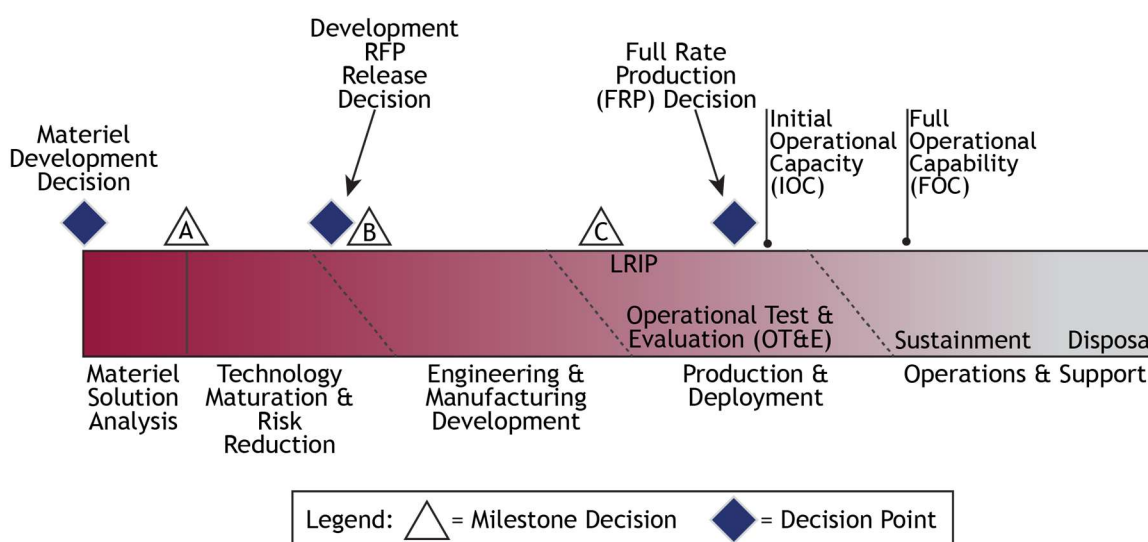 Materiel
Development
Decision
Development
RFP
Release
Decision
Full Rate
Production
(FRP) Decision
Initial
Operational
Capacity
(IOC)
Full
Operational
Capability
(FOC)
A
B
C
LRIP
Operational Test &
Evaluation (OT&E)
Sustainment
Disposa
Materiel
Solution
Analysis
Technology
Maturation &
Risk
Reduction
Engineering &
Manufacturing
Development
Production &
Deployment
Operations & Support
Legend:
= Milestone Decision
= Decision Point